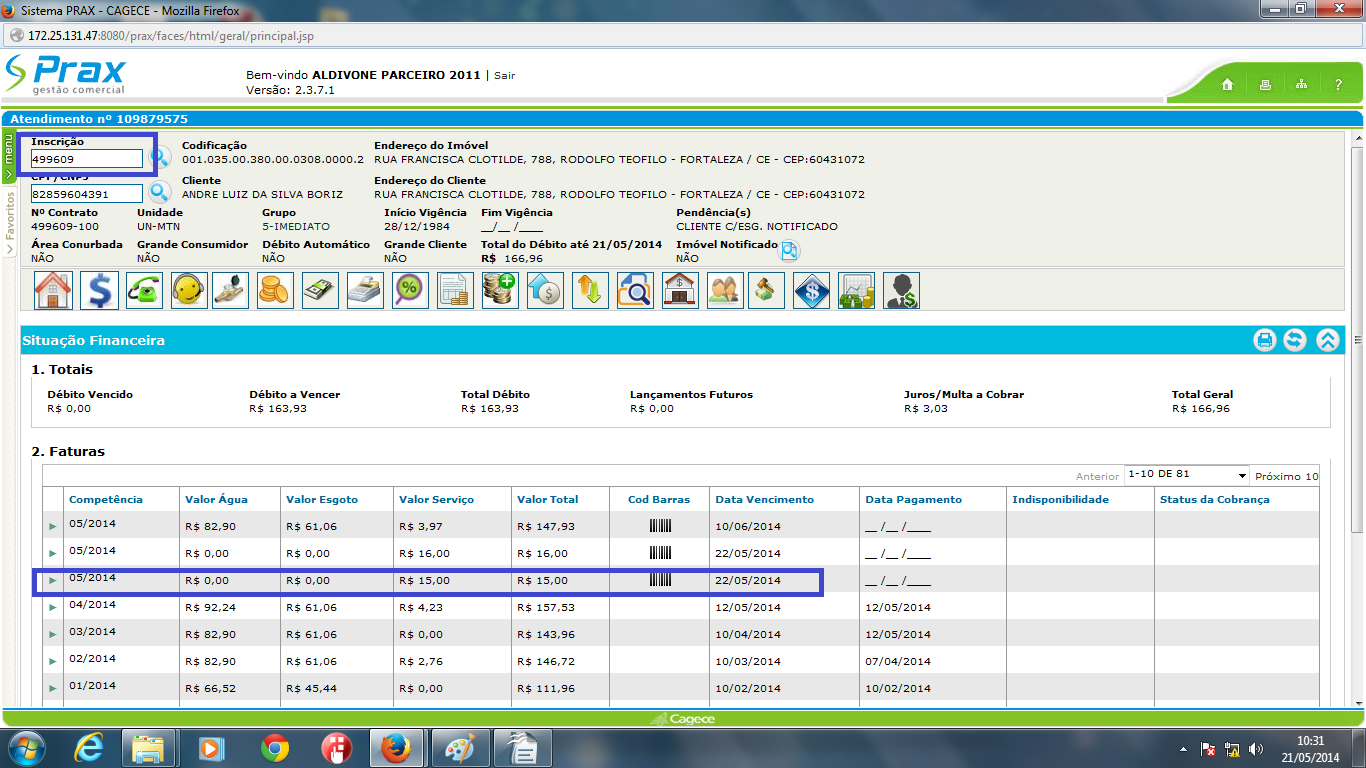 Sistema PRAX - CAGECE - Mozilla Firefox
172.25.131.47:8080/prax/faces/html/geral/principal.jsp
Prax
gestão comercial
Bem-vindo ALDIVONE PARCEIRO 2011 | Sair
Versão: 2.3.7.1
?
Atendimento nº 109879575
menu
Favoritos
Inscrição Codificação Endereço do Imóvel
499609 001.035.00.380.00.0308.0000.2 RUA FRANCISCA CLOTILDE, 788, RODOLFO TEOFILO - FORTALEZA / CE - CEP:60431072
CPF/CNPJ Cliente Endereço do Cliente
82859604391 ANDRE LUIZ DA SILVA BORIZ RUA FRANCISCA CLOTILDE, 788, RODOLFO TEOFILO - FORTALEZA / CE - CEP:60431072
Nº Contrato Unidade Grupo Início Vigência Fim Vigência Pendência(s)
499609-100 UN-MTN 5-IMEDIATO 28/12/1984 __/__ /____ CLIENTE C/ESG. NOTIFICADO
Área Conurbada Grande Consumidor Débito Automático Grande Cliente Total do Débito até 21/05/2014 Imóvel Notificado
NÃO NÃO NÃO NÃO R$ 166,96 NÃO
Situação Financeira
1. Totais
Débito Vencido Débito a Vencer Total Débito Lançamentos Futuros Juros/Multa a Cobrar Total Geral
R$ 0,00 R$ 163,93 R$ 163,93 R$ 0,00 R$ 3,03 R$ 166,96
2. Faturas
Anterior 1-10 DE 81 Próximo 10
Competência Valor Água Valor Esgoto Valor Serviço Valor Total Cod Barras Data Vencimento Data Pagamento Indisponibilidade Status da Cobrança
05/2014 R$ 82,90 R$ 61,06 R$ 3,97 R$ 147,93 10/06/2014 __ /__ /____
05/2014 R$ 0,00 R$ 0,00 R$ 16,00 R$ 16,00 22/05/2014 __ /__ /____
05/2014 R$ 0,00 R$ 0,00 R$ 15,00 R$ 15,00 22/05/2014 __ /__ /____
04/2014 R$ 92,24 R$ 61,06 R$ 4,23 R$ 157,53 12/05/2014 12/05/2014
03/2014 R$ 82,90 R$ 61,06 R$ 0,00 R$ 143,96 10/04/2014 12/05/2014
02/2014 R$ 82,90 R$ 61,06 R$ 2,76 R$ 146,72 10/03/2014 07/04/2014
01/2014 R$ 66,52 R$ 45,44 R$ 0,00 R$ 111,96 10/02/2014 10/02/2014
Cagece
10:31
21/05/2014